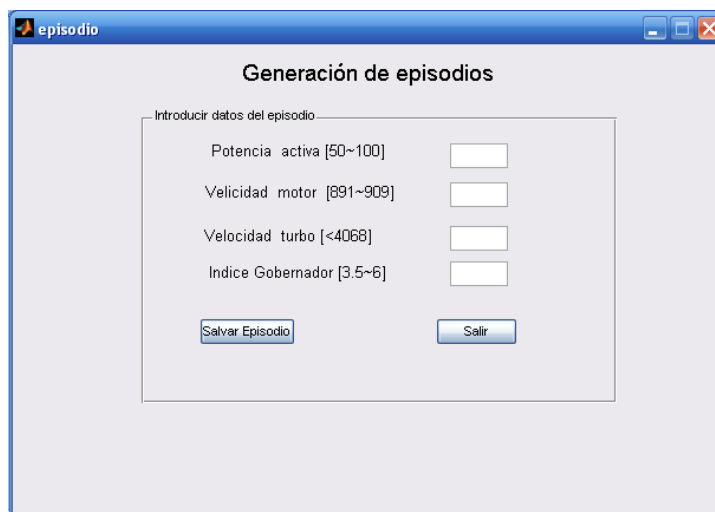 episodio
Generación de episodios
Introducir datos del episodio
Potencia activa [50~100]
Velicidad motor [891~909]
Velocidad turbo [<4068]
Indice Gobernador [3.5~6]
Salvar Episodio
Salir